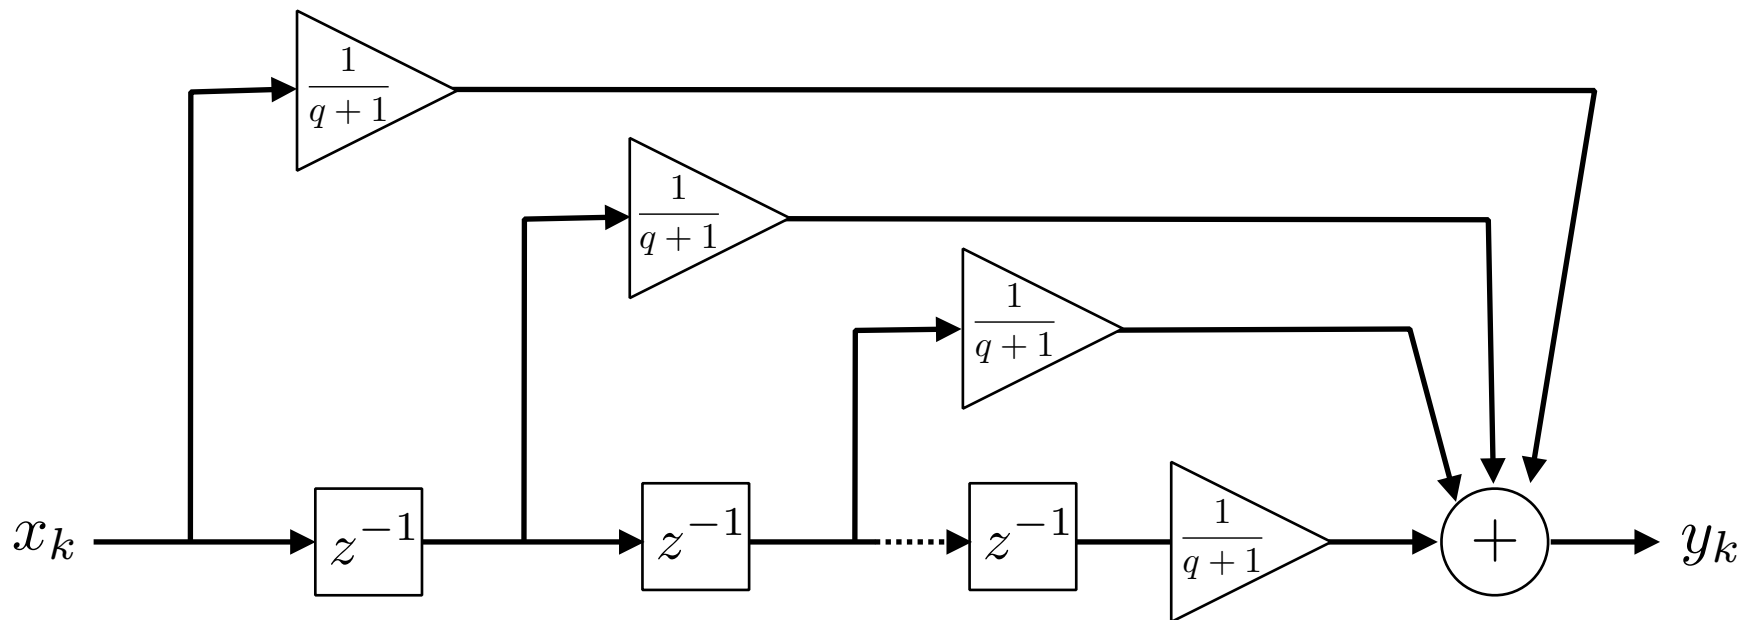 1
q + 1
1
q + 1
1
q + 1
x_k
z^{-1}
z^{-1}
z^{-1}
1
q + 1
+
y_k